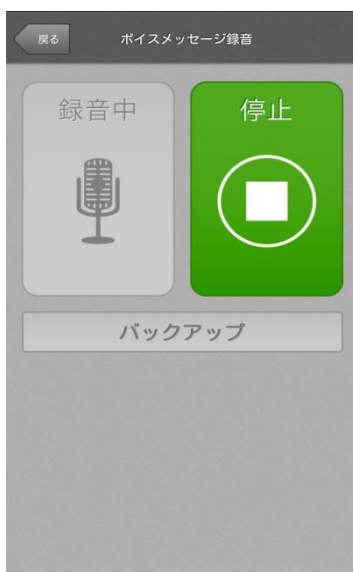 戻る
ボイスメッセージ録音
録音中
停止
バックアップ